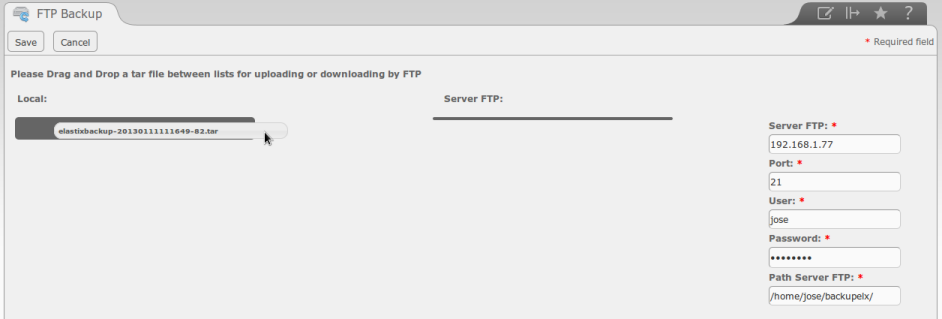 FTP Backup
?
Save
Cancel
* Required field
Please Drag and Drop a tar file between lists for uploading or downloading by FTP
Local:
Server FTP:
elastixbackup-20130111111649-82.tar
Server FTP: *
192.168.1.77
Port: *
21
User: *
jose
Password: *
••••••••
Path Server FTP: *
/home/jose/backupelx/